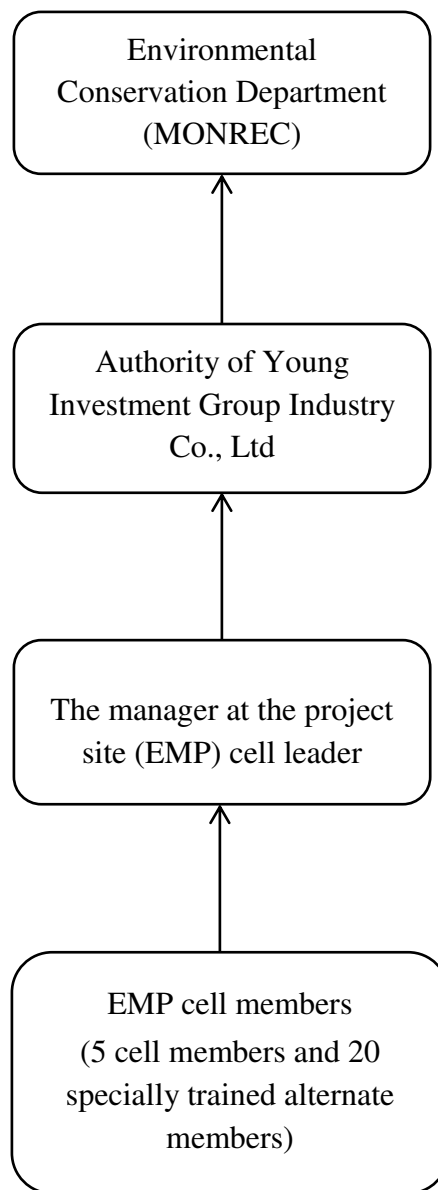 Environmental
Conservation Department
(MONREC)
Authority of Young
Investment Group Industry
Co., Ltd
The manager at the project
site (EMP) cell leader
EMP cell members
(5 cell members and 20
specially trained alternate
members)